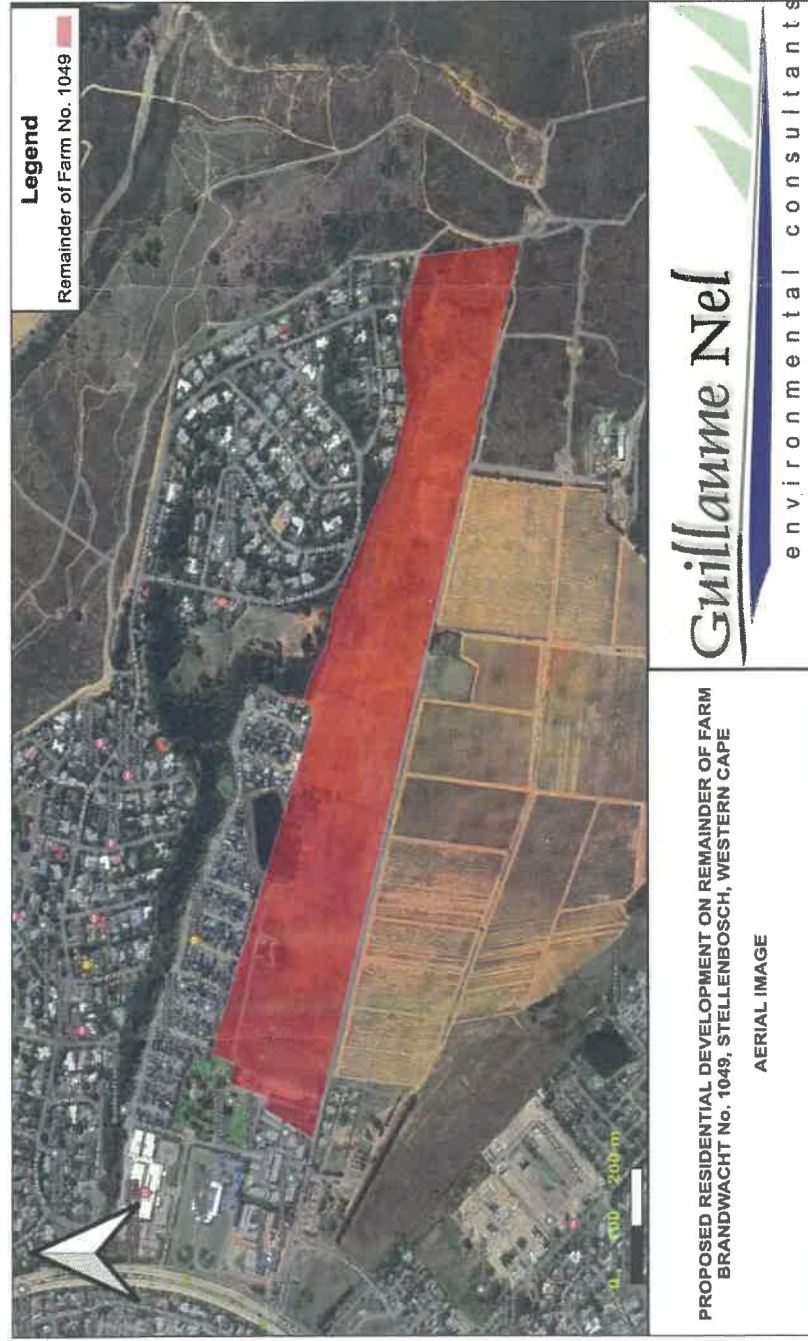 Legend
Remainder of Farm No. 1049
0 100 200 m
PROPOSED RESIDENTIAL DEVELOPMENT ON REMAINDER OF FARM
BRANDWACHT No. 1049, STELLENBOSCH, WESTERN CAPE
AERIAL IMAGE
Guillaume Nel
environmental consultants